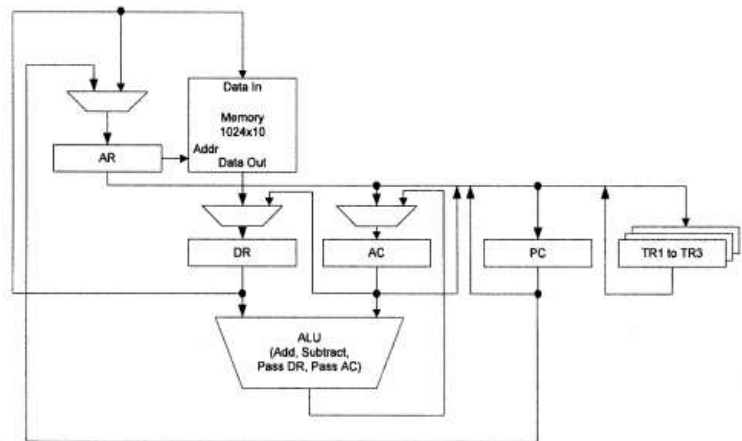 Data In
Memory
1024x10
Addr
AR
Data Out
DR
AC
PC
TR1 to TR3
ALU
(Add, Subtract,
Pass DR, Pass AC)